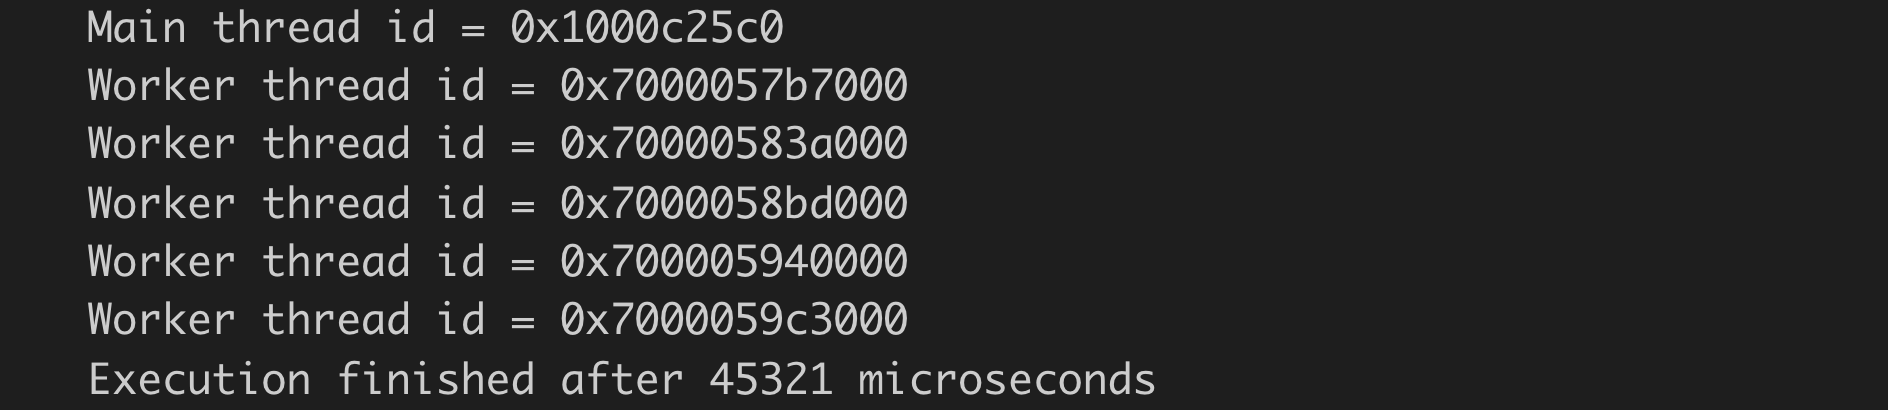 Main thread id = 0x1000c25c0
Worker thread id = 0x7000057b7000
Worker thread id = 0x70000583a000
Worker thread id = 0x7000058bd000
Worker thread id = 0x700005940000
Worker thread id = 0x7000059c3000
Execution finished after 45321 microseconds